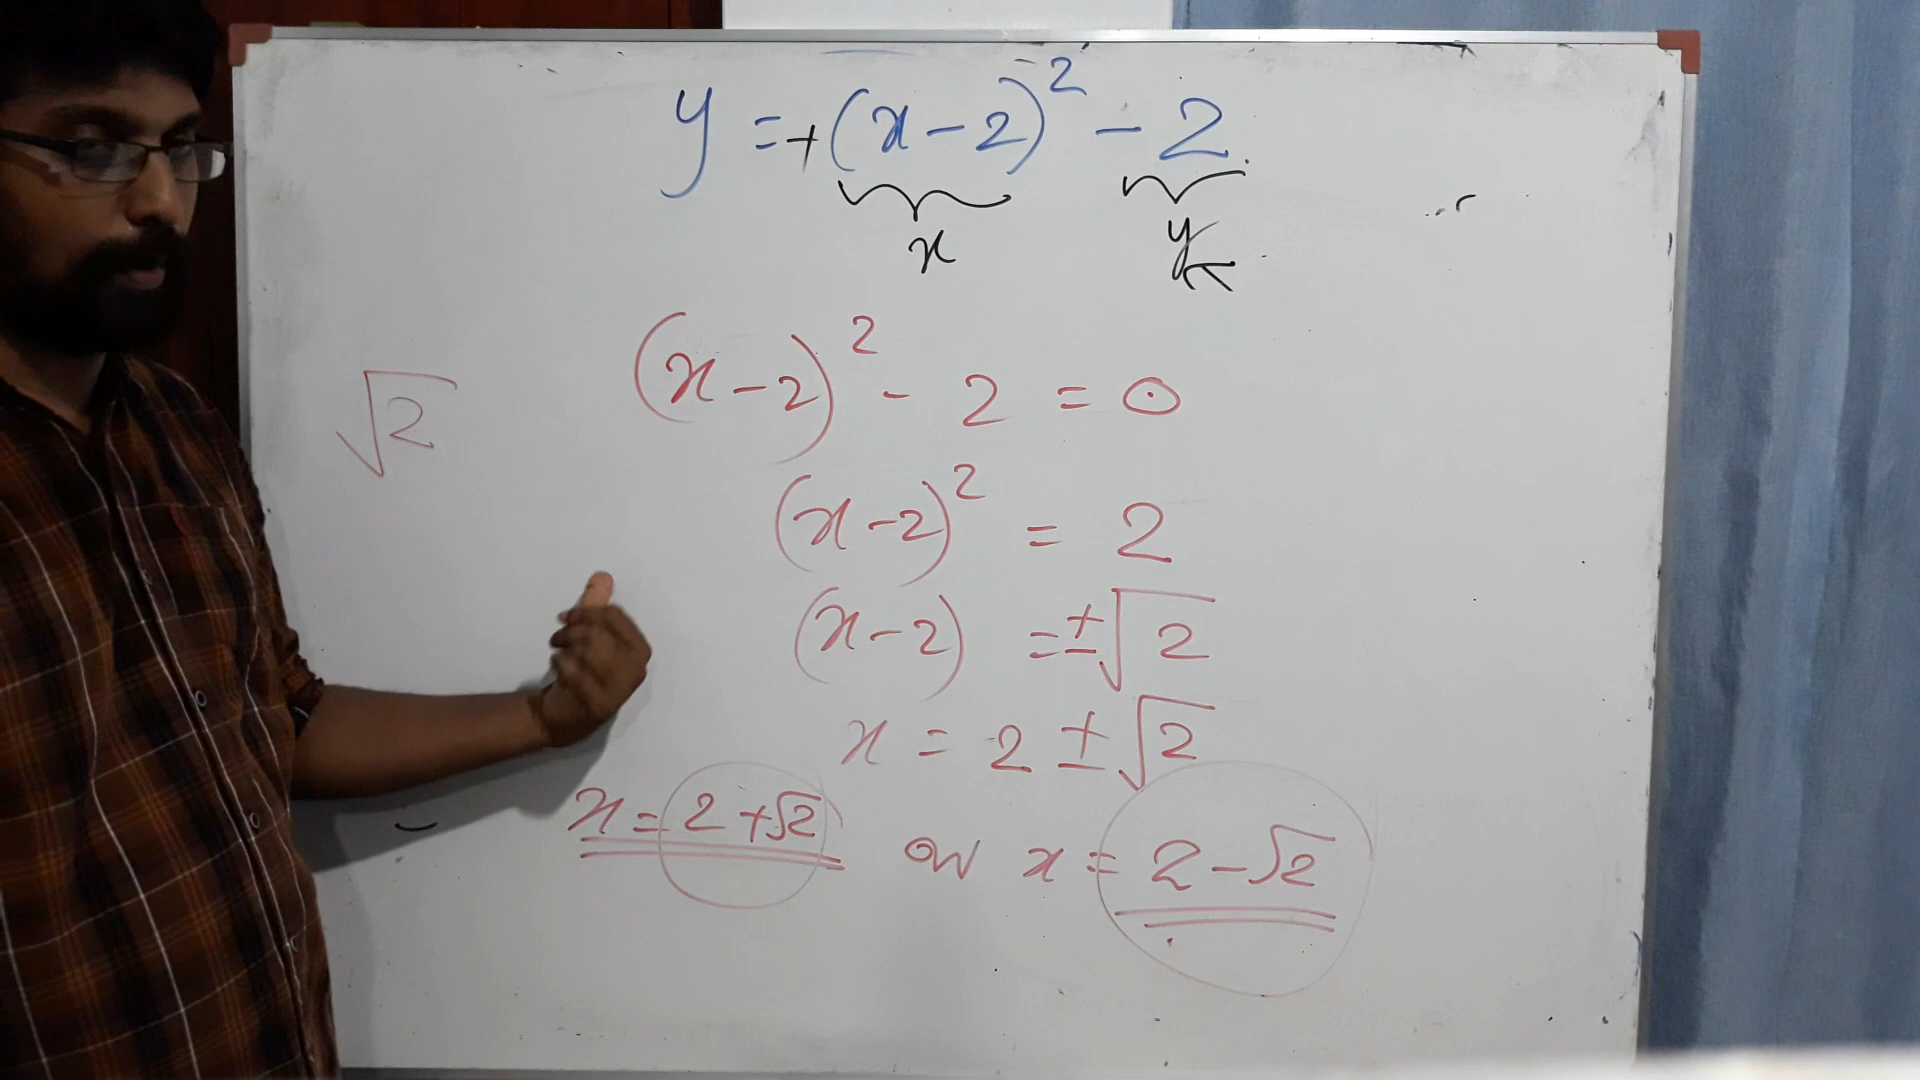 y = +(x-2)² - 2
x
y
(x-2)² - 2 = 0
√2
(x-2)² = 2
(x-2) = ±√2
x = 2 ± √2
x = 2 + √2 or x = 2 - √2